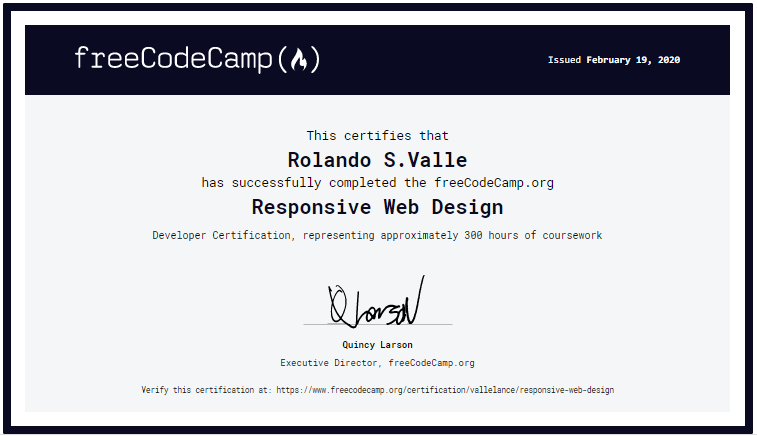 freeCodeCamp
Issued February 19, 2020
This certifies that
Rolando S.Valle
has successfully completed the freeCodeCamp.org
Responsive Web Design
Developer Certification, representing approximately 300 hours of coursework
Q Larson
Quincy Larson
Executive Director, freeCodeCamp.org
Verify this certification at: https://www.freecodecamp.org/certification/vallelance/responsive-web-design